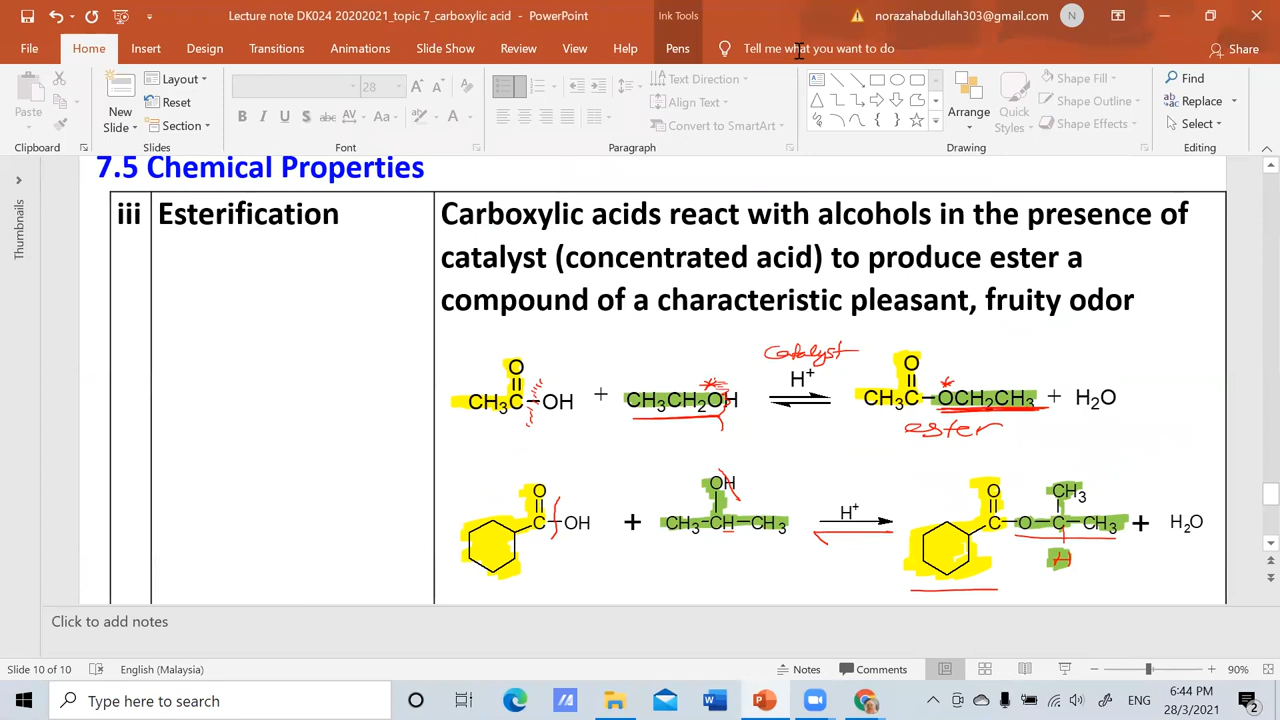 Lecture note DK024 20202021_topic 7_carboxylic acid - PowerPoint
Ink Tools
norazahabdullah303@gmail.com
N
File
Home
Insert
Design
Transitions
Animations
Slide Show
Review
View
Help
Pens
Tell me what you want to do
Share
Paste
New
Slide
Layout
Reset
Section
28
B
I
U
S
abc
AV
Aa
A
Text Direction
Align Text
Convert to SmartArt
Arrange
Quick
Styles
Shape Fill
Shape Outline
Shape Effects
Find
Replace
Select
Clipboard
Slides
Font
Paragraph
Drawing
Editing
Thumbnails
7.5 Chemical Properties
iii
Esterification
Carboxylic acids react with alcohols in the presence of
catalyst (concentrated acid) to produce ester a
compound of a characteristic pleasant, fruity odor
catalyst
O
CH3C-OH + CH3CH2OH H+ CH3C-OCH2CH3 + H2O
ester
O
C-OH + OH
CH3-CH-CH3
H+
O CH3
C-O-C-CH3 + H2O
H
Click to add notes
Slide 10 of 10
English (Malaysia)
Notes
Comments
90%
Type here to search
ENG
6:44 PM
28/3/2021
2